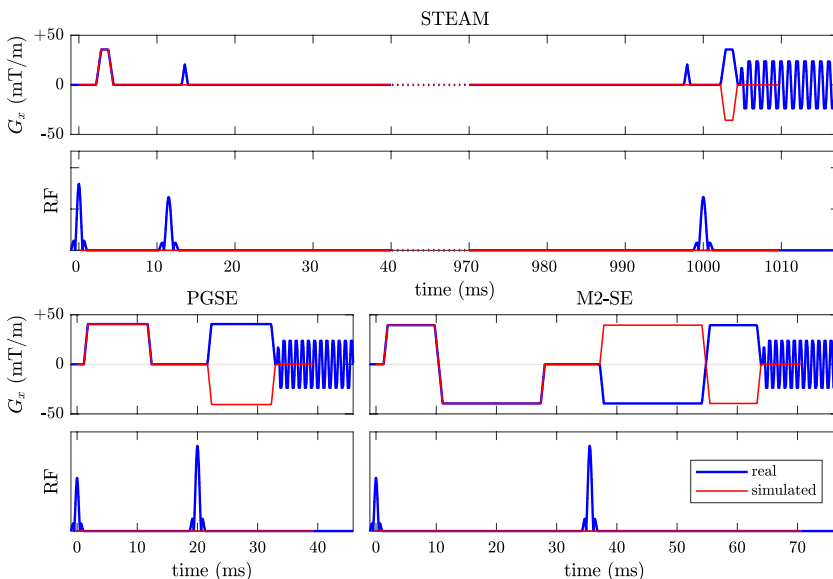 STEAM
+50
0
-50
G_x (mT/m)
RF
0 10 20 30 40 970 980 990 1000 1010
time (ms)
PGSE M2-SE
+50
0
-50
G_x (mT/m)
RF
real
simulated
0 10 20 30 40 0 10 20 30 40 50 60 70
time (ms) time (ms)